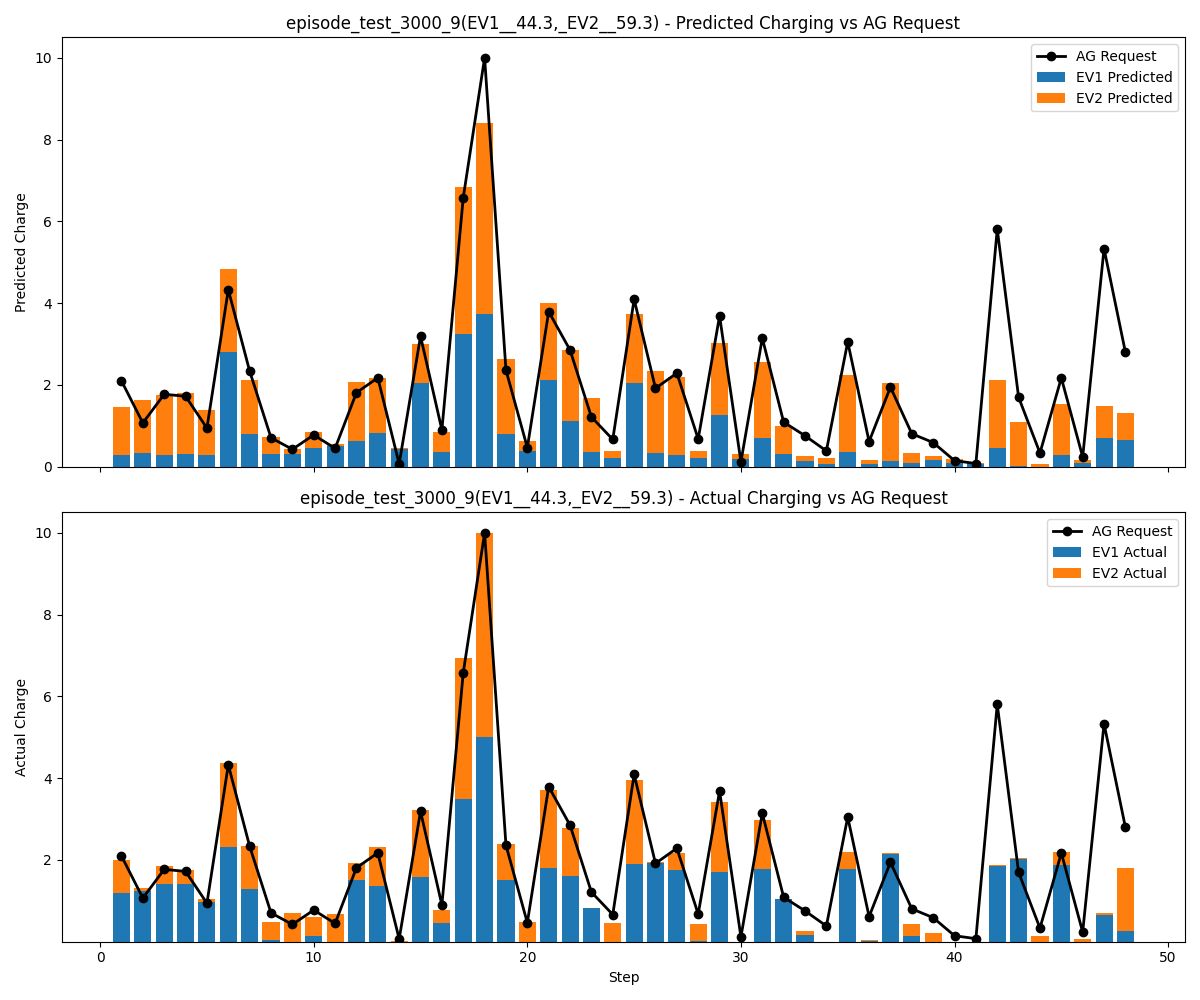 episode_test_3000_9(EV1__44.3,_EV2__59.3) - Predicted Charging vs AG Request
10
8
6
4
2
0
Predicted Charge
AG Request
EV1 Predicted
EV2 Predicted
episode_test_3000_9(EV1__44.3,_EV2__59.3) - Actual Charging vs AG Request
10
8
6
4
2
Actual Charge
AG Request
EV1 Actual
EV2 Actual
0
10
20
30
40
50
Step